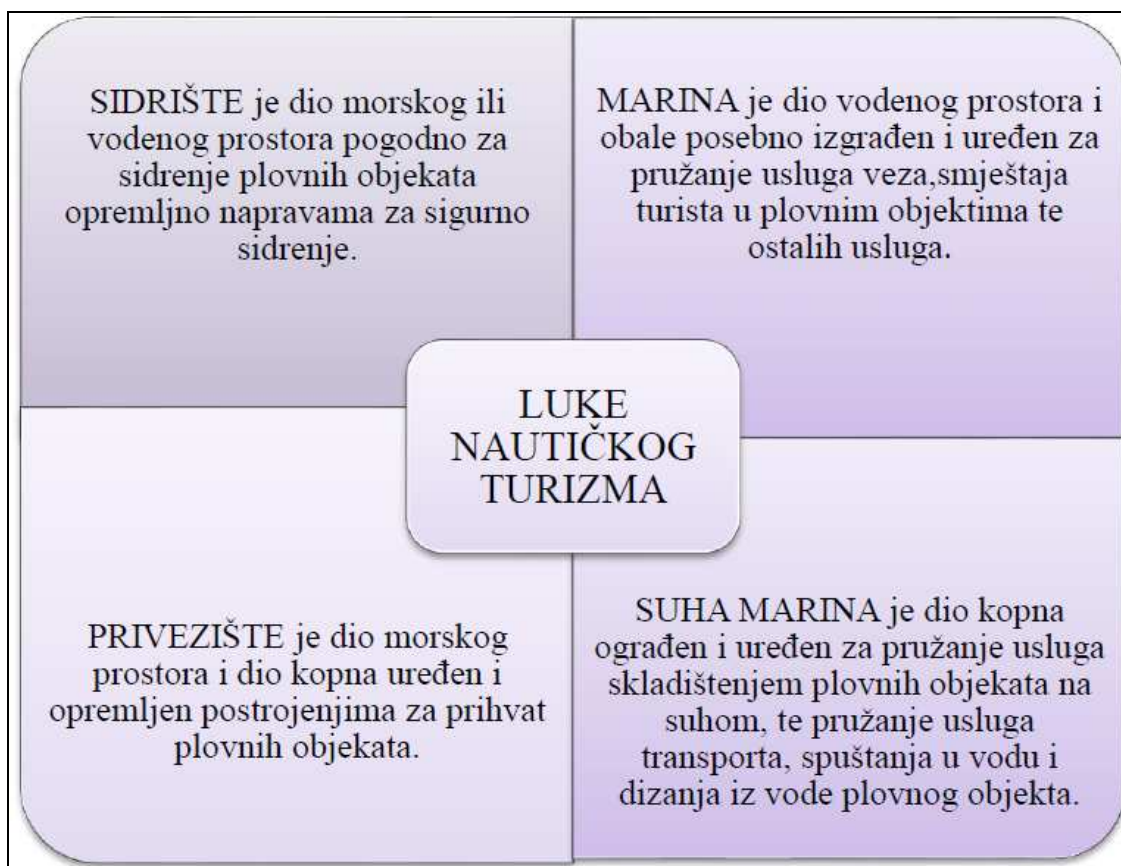 SIDRIŠTE je dio morskog ili
vodenog prostora pogodno za
sidrenje plovnih objekata
opremljno napravama za sigurno
sidrenje.
MARINA je dio vodenog prostora i
obale posebno izgrađen i uređen za
pružanje usluga veza,smještaja
turista u plovnim objektima te
ostalih usluga.
LUKE
NAUTIČKOG
TURIZMA
PRIVEZIŠTE je dio morskog
prostora i dio kopna uređen i
opremljen postrojenjima za prihvat
plovnih objekata.
SUHA MARINA je dio kopna
ograđen i uređen za pružanje usluga
skladištenjem plovnih objekata na
suhom, te pružanje usluga
transporta, spuštanja u vodu i
dizanja iz vode plovnog objekta.